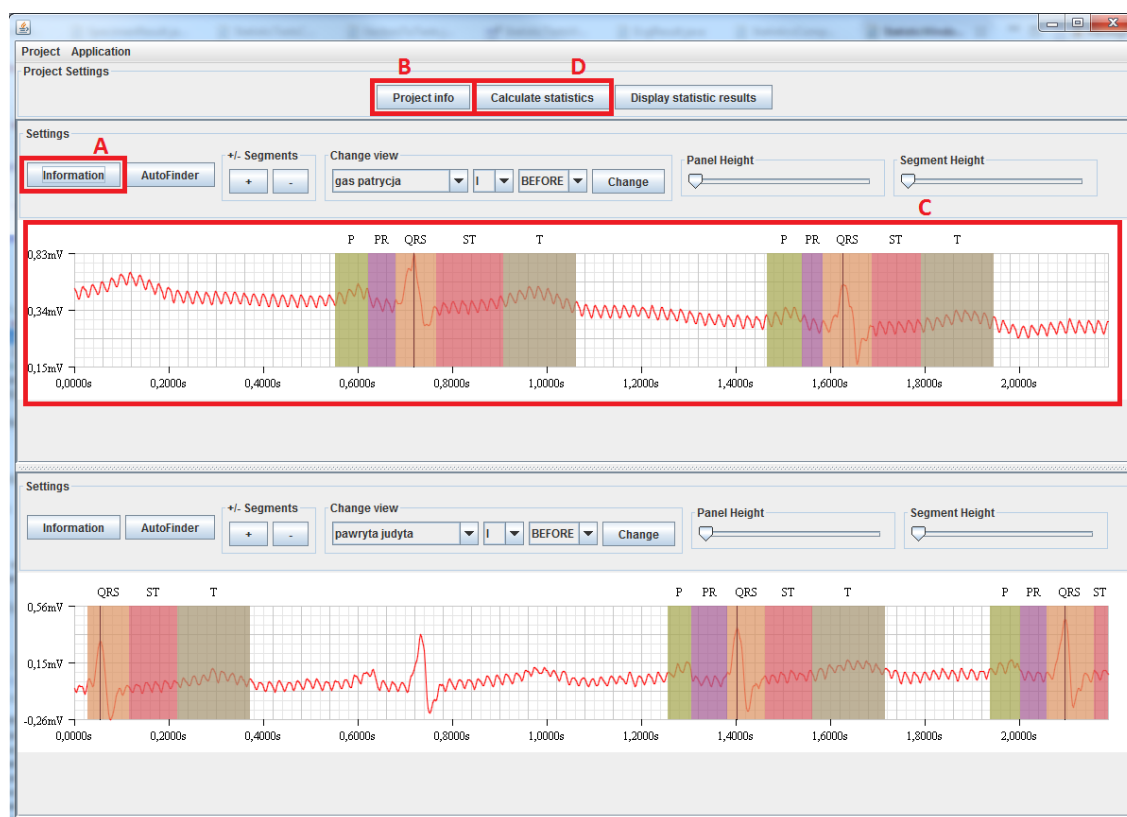 Project Application
Project Settings
B D
Project info Calculate statistics Display statistic results
Settings
A
Information AutoFinder
+/- Segments
+ -
Change view
gas patrycja I BEFORE Change
Panel Height
Segment Height
C
P PR QRS ST T P PR QRS ST T
0,83mV
0,34mV
0,15mV
0,0000s 0,2000s 0,4000s 0,6000s 0,8000s 1,0000s 1,2000s 1,4000s 1,6000s 1,8000s 2,0000s
Settings
Information AutoFinder
+/- Segments
+ -
Change view
pawryta judyta I BEFORE Change
Panel Height
Segment Height
QRS ST T P PR QRS ST T P PR QRS ST
0,56mV
0,15mV
-0,26mV
0,0000s 0,2000s 0,4000s 0,6000s 0,8000s 1,0000s 1,2000s 1,4000s 1,6000s 1,8000s 2,0000s